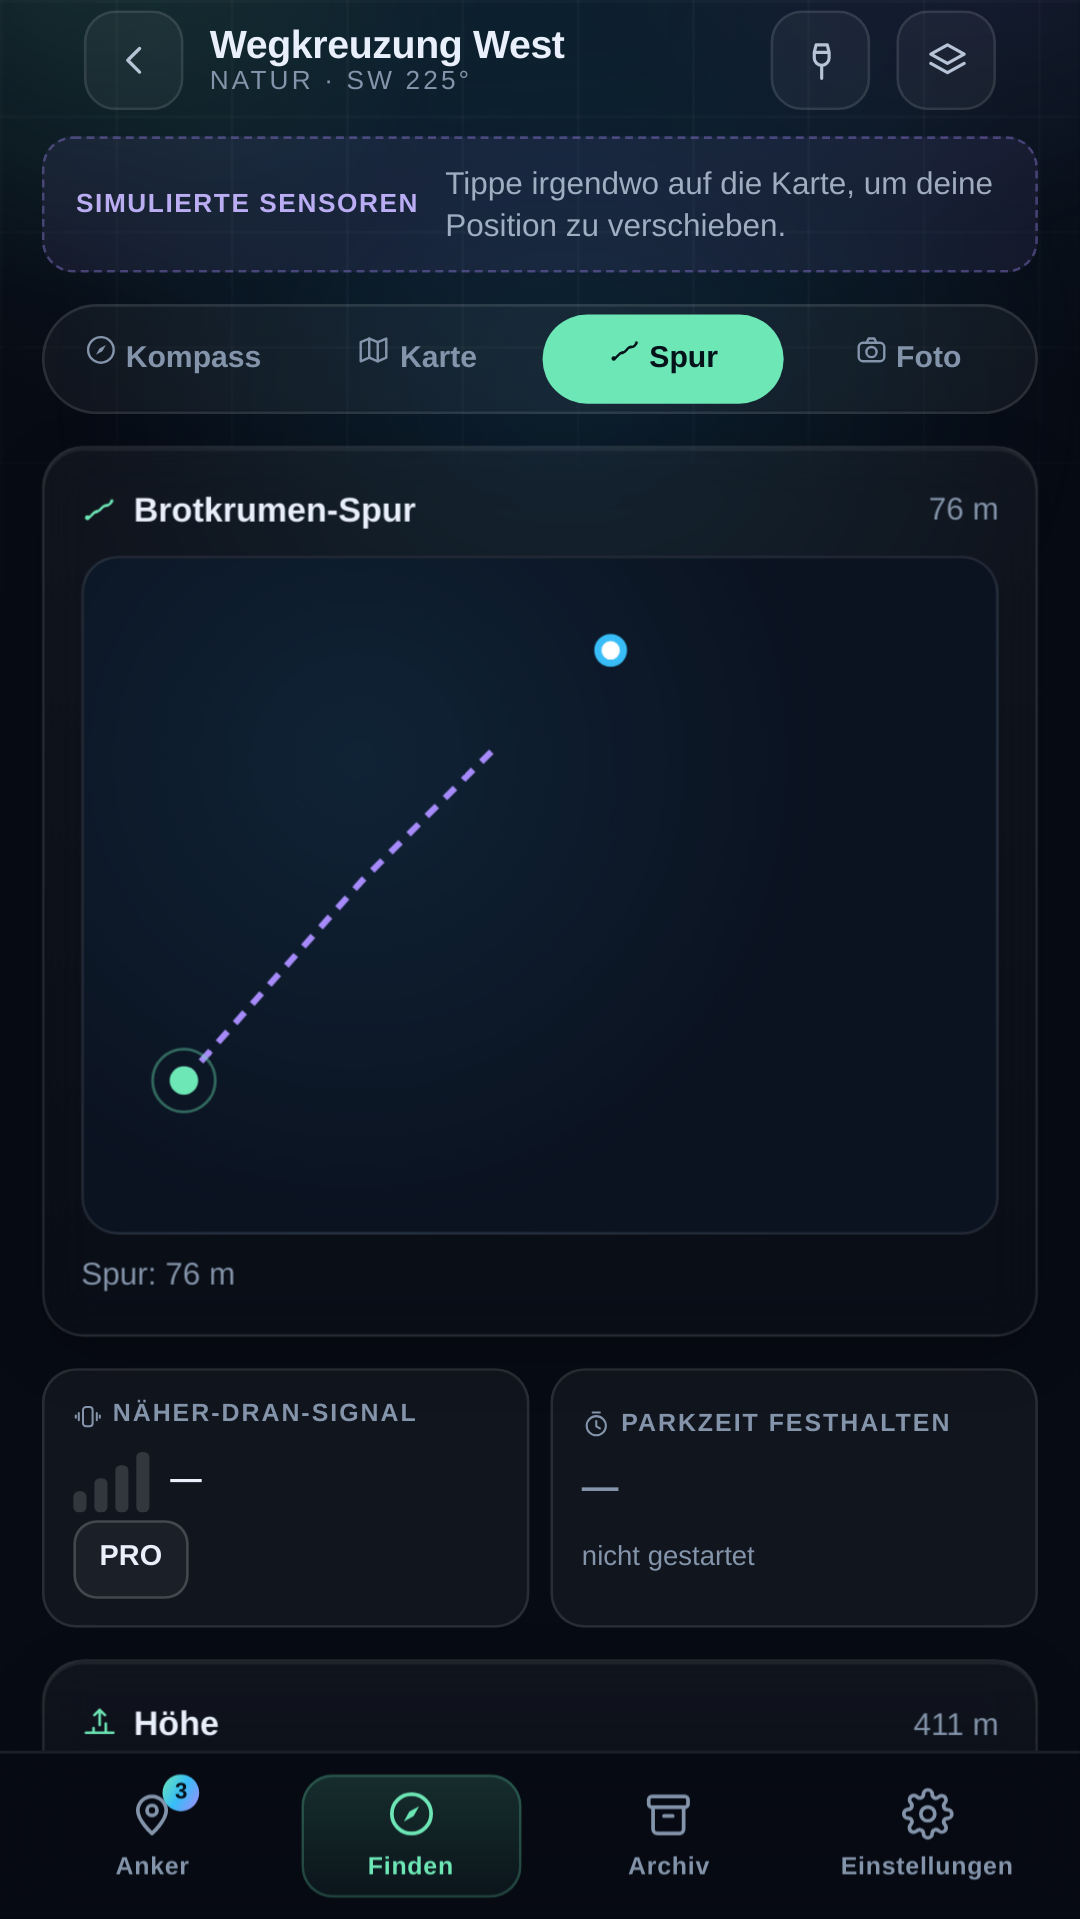 Wegkreuzung West
NATUR · SW 225°
SIMULIERTE SENSOREN
Tippe irgendwo auf die Karte, um deine
Position zu verschieben.
Kompass
Karte
Spur
Foto
Brotkrumen-Spur
76 m
Spur: 76 m
NÄHER-DRAN-SIGNAL
—
PRO
PARKZEIT FESTHALTEN
—
nicht gestartet
Höhe
411 m
3
Anker
Finden
Archiv
Einstellungen